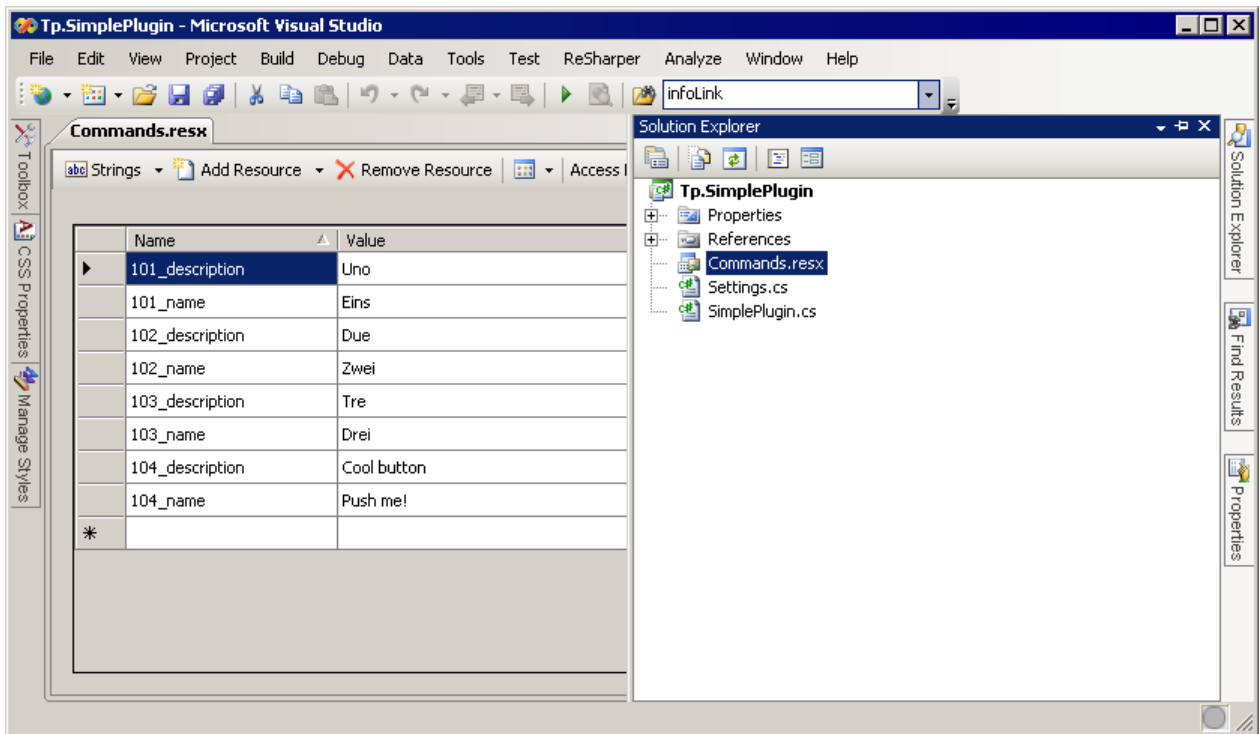 Tp.SimplePlugin - Microsoft Visual Studio
File Edit View Project Build Debug Data Tools Test ReSharper Analyze Window Help
infoLink
Toolbox
CSS Properties
Manage Styles
Commands.resx
abc Strings Add Resource Remove Resource Access
Name Value
101_description Uno
101_name Eins
102_description Due
102_name Zwei
103_description Tre
103_name Drei
104_description Cool button
104_name Push me!
Solution Explorer
Tp.SimplePlugin
Properties
References
Commands.resx
Settings.cs
SimplePlugin.cs
Solution Explorer
Find Results
Properties